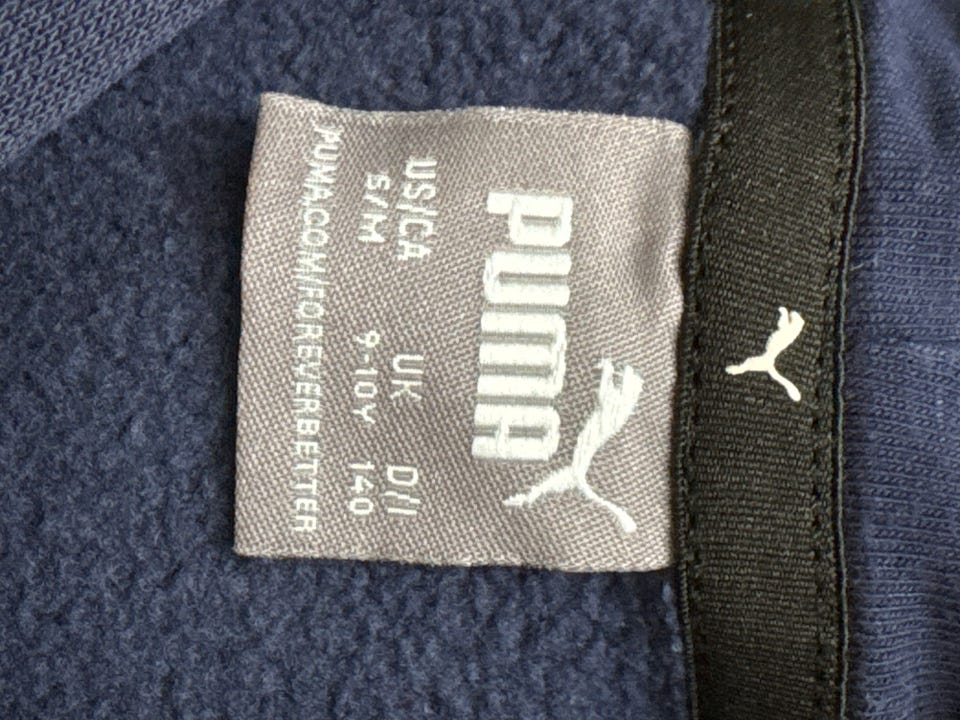 PUMA
US/CA UK D/I
S/M 9-10Y 140
PUMA.COM/FOREVERBETTER